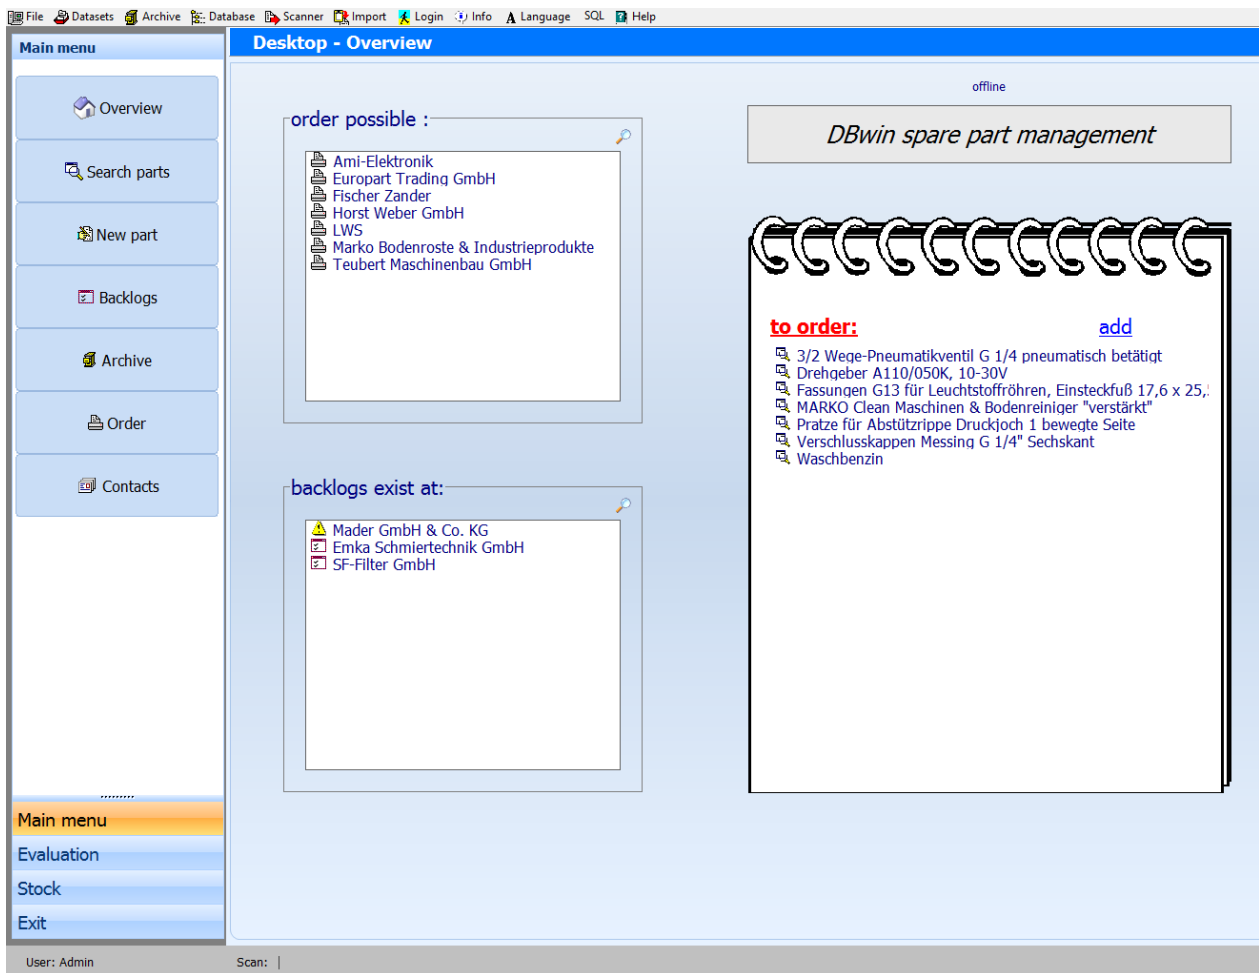 File Datasets Archive Database Scanner Import Login Info Language SQL Help
Main menu
Desktop - Overview
Overview
Search parts
New part
Backlogs
Archive
Order
Contacts
Main menu
Evaluation
Stock
Exit
order possible :
Ami-Elektronik
Europart Trading GmbH
Fischer Zander
Horst Weber GmbH
LWS
Marko Bodenroste & Industrieprodukte
Teubert Maschinenbau GmbH
backlogs exist at:
Mader GmbH & Co. KG
Emka Schmiertechnik GmbH
SF-Filter GmbH
offline
DBwin spare part management
to order: add
3/2 Wege-Pneumatikventil G 1/4 pneumatisch betätigt
Drehgeber A110/050K, 10-30V
Fassungen G13 für Leuchtstoffröhren, Einsteckfuß 17,6 x 25,
MARKO Clean Maschinen & Bodenreiniger "verstärkt"
Pratze für Abstützrippe Druckjoch 1 bewegte Seite
Verschlusskappen Messing G 1/4" Sechskant
Waschbenzin
User: Admin Scan: